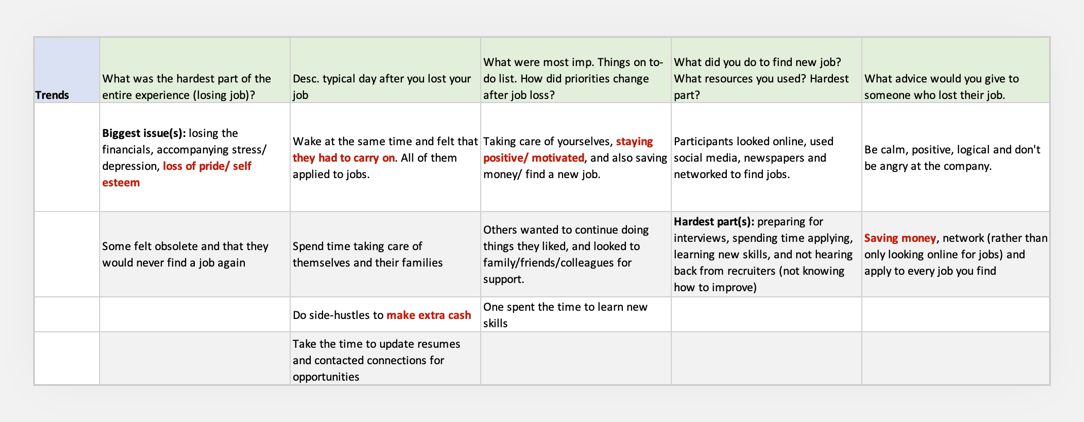 Trends
What was the hardest part of the
entire experience (losing job)?
Desc. typical day after you lost your
job
What were most imp. Things on to-
do list. How did priorities change
after job loss?
What did you do to find new job?
What resources you used? Hardest
part?
What advice would you give to
someone who lost their job.
Biggest issue(s): losing the
financials, accompanying stress/
depression, loss of pride/ self
esteem
Wake at the same time and felt that
they had to carry on. All of them
applied to jobs.
Taking care of yourselves, staying
positive/ motivated, and also saving
money/ find a new job.
Participants looked online, used
social media, newspapers and
networked to find jobs.
Be calm, positive, logical and don't
be angry at the company.
Some felt obsolete and that they
would never find a job again
Spend time taking care of
themselves and their families
Others wanted to continue doing
things they liked, and looked to
family/friends/colleagues for
support.
Hardest part(s): preparing for
interviews, spending time applying,
learning new skills, and not hearing
back from recruiters (not knowing
how to improve)
Saving money, network (rather than
only looking online for jobs) and
apply to every job you find
Do side-hustles to make extra cash
One spent the time to learn new
skills
Take the time to update resumes
and contacted connections for
opportunities